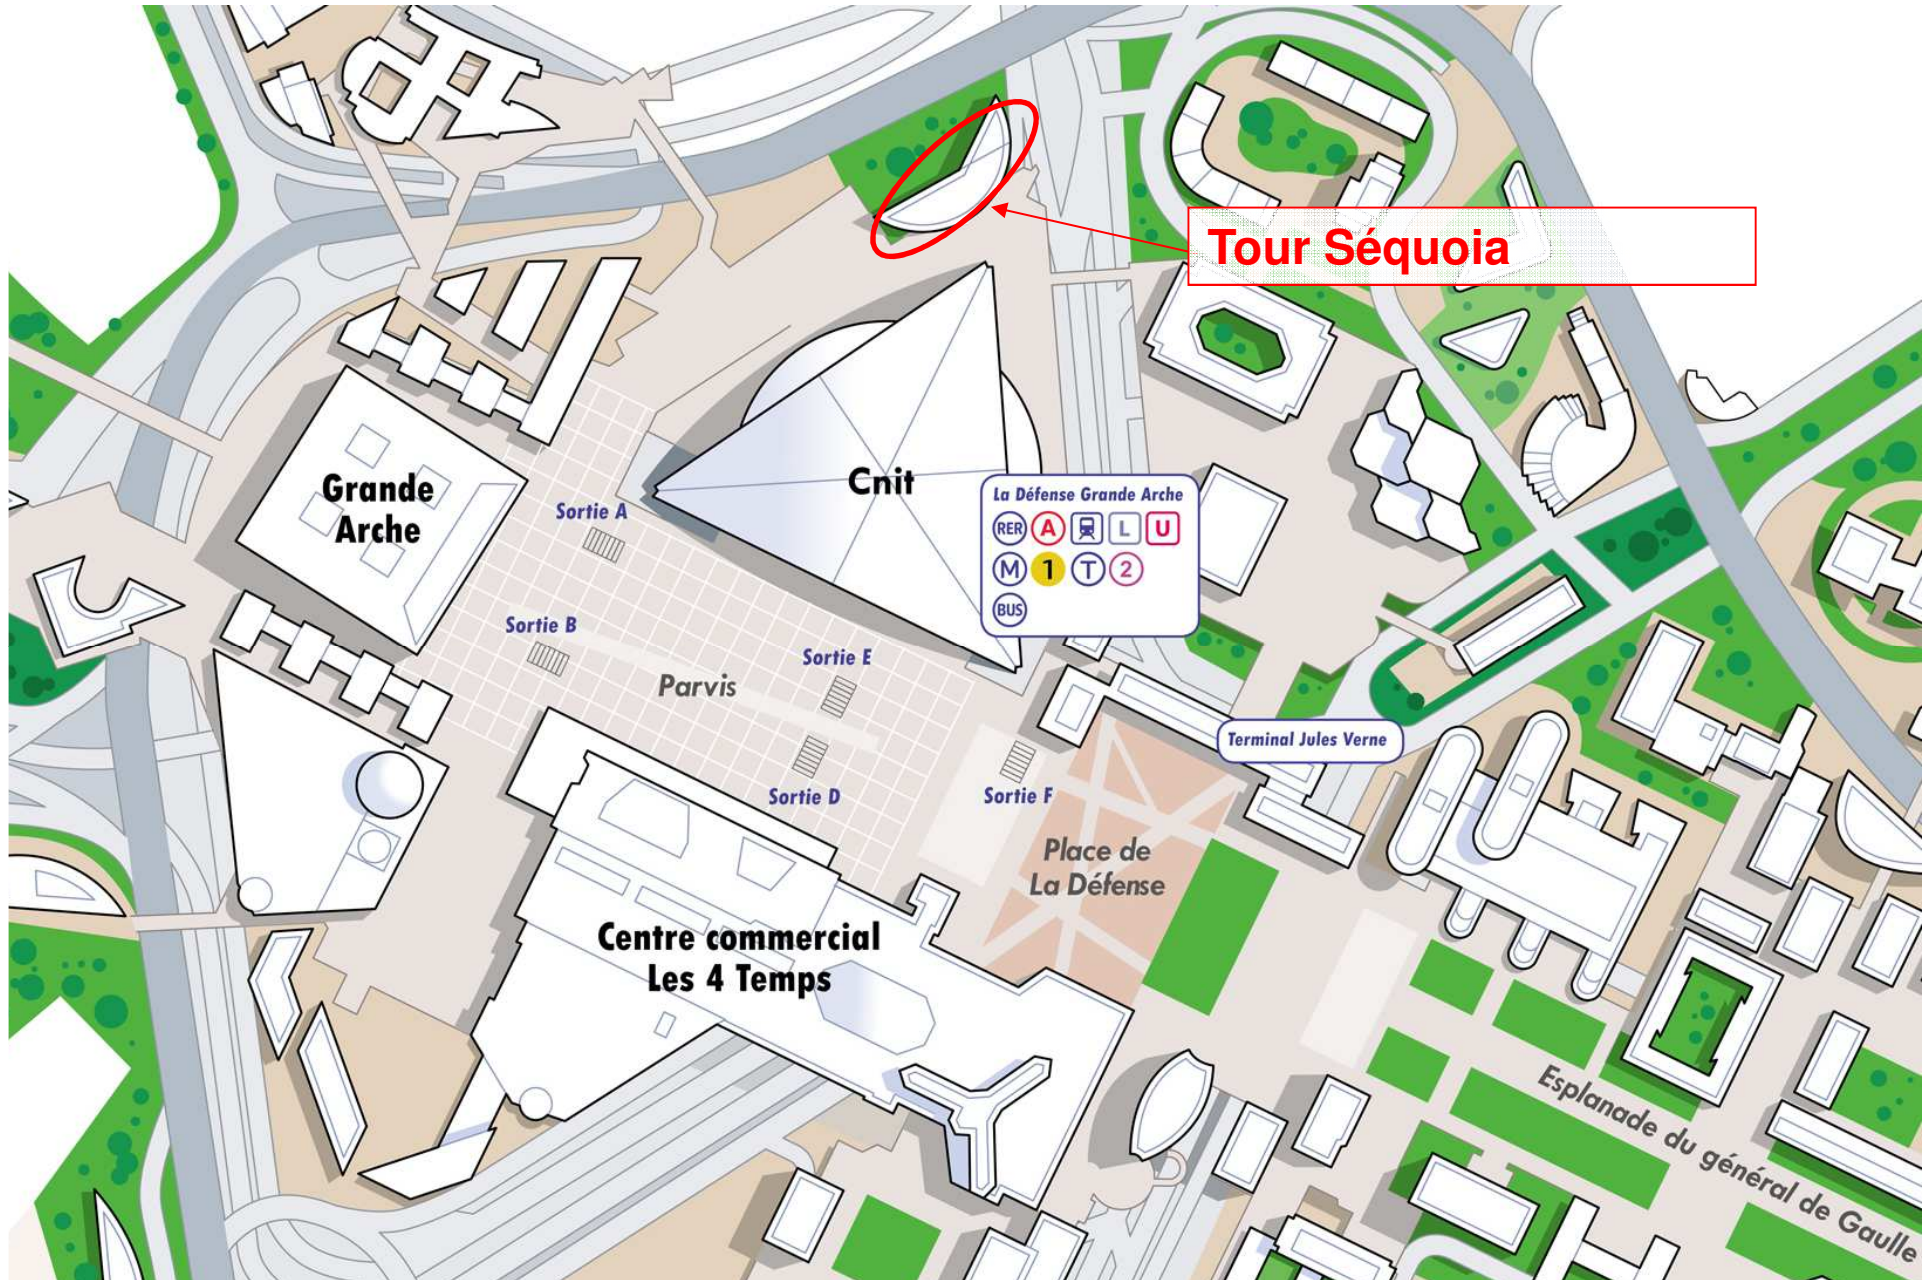 Tour Séquoia
Grande
Arche
Cnit
Sortie A
La Défense Grande Arche
RER A L U
M 1 T 2
BUS
Sortie B
Sortie E
Parvis
Terminal Jules Verne
Sortie D
Sortie F
Place de
La Défense
Centre commercial
Les 4 Temps
Esplanade du général de Gaulle